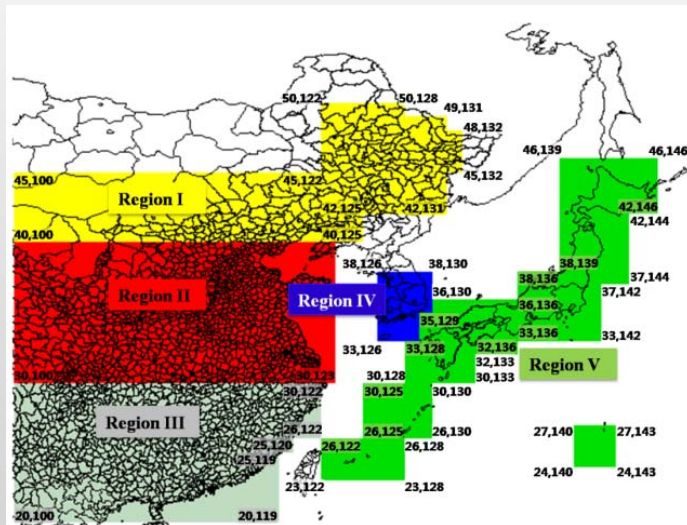 50,122 50,128
49,131
48,132
46,139 46,146
45,100 45,122 45,132
Region I
42,125 42,131 42,146
42,144
40,100 40,125
38,126 38,130 38,136 38,139
37,144
Region II
Region IV
36,130 36,136 37,142
35,129
33,126 33,128 33,136 33,142
32,136
32,133
Region V
30,100 30,123 30,128 30,133
30,122 30,125 30,130
Region III
26,122 26,125 26,130
25,120 26,122 26,128
25,119
27,140 27,143
23,122 23,128
24,140 24,143
20,100 20,119